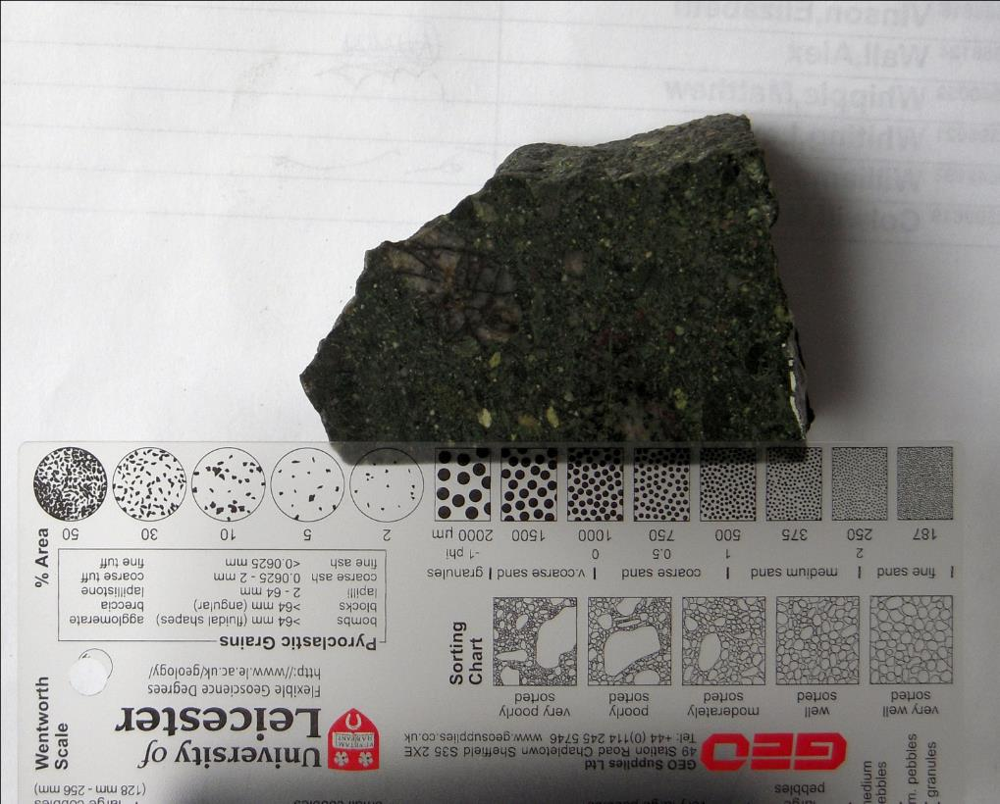 Vinson,Elizabeth
Wall,Alex
Whipple,Matthew
50
30
10
5
2
% Area
2000 µm
1500
1000
750
500
375
250
187
-1 phi
0
0.5
1
2
granules
v.coarse sand
coarse sand
medium sand
fine sand
Pyroclastic Grains
bombs >64 mm (fluidal shapes) agglomerate
blocks >64 mm (angular) breccia
lapilli 2 - 64 mm lapillistone
coarse ash 0.0625 - 2 mm coarse tuff
fine ash <0.0625 mm fine tuff
Sorting
Chart
very poorly
sorted
poorly
sorted
moderately
sorted
well
sorted
very well
sorted
Flexible Geoscience Degrees
http://www.le.ac.uk/geology/
University of
Leicester
Wentworth
Scale
GEO
GEO Supplies Ltd
49 Station Road Chapletown Sheffield S35 2XE
Tel: +44 (0)114 245 5746 www.geosupplies.co.uk
large cobbles
(128 mm - 256 mm)
small cobbles
pebbles
pebbles
granules